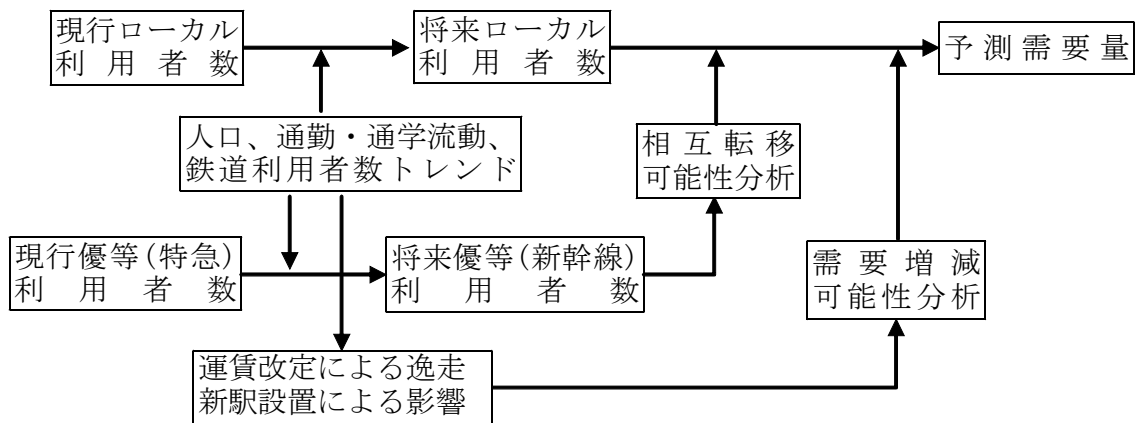 現行ローカル
利用者数
将来ローカル
利用者数
予測需要量
人口、通勤・通学流動、
鉄道利用者数トレンド
相互転移
可能性分析
現行優等(特急)
利用者数
将来優等(新幹線)
利用者数
需要増減
可能性分析
運賃改定による逸走
新駅設置による影響